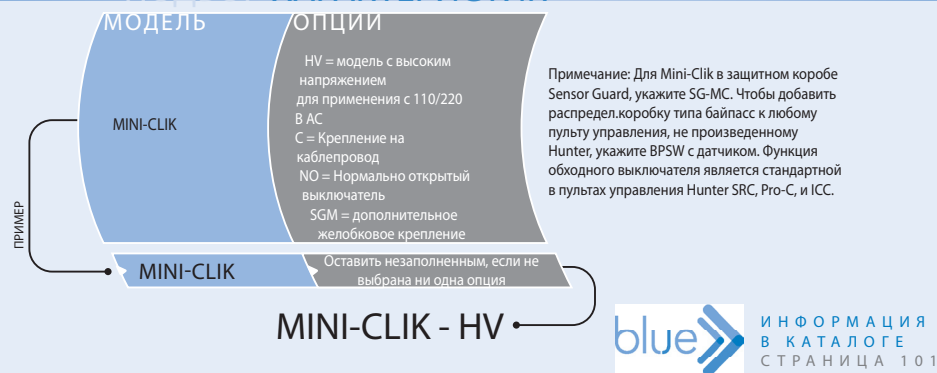 МОДЕЛЬ
ОПЦИИ
MINI-CLIK
HV = модель с высоким
напряжением
для применения с 110/220
В АС
С = Крепление на
каблепровод
NO = Нормально открытый
выключатель
SGM = дополнительное
желобковое крепление
Примечание: Для Mini-Clik в защитном коробе
Sensor Guard, укажите SG-MC. Чтобы добавить
распредел.коробку типа байпасс к любому
пульту управления, не произведенному
Hunter, укажите BPSW с датчиком. Функция
обходного выключателя является стандартной
в пультах управления Hunter SRC, Pro-C, и ICC.
ПРИМЕР
MINI-CLIK
Оставить незаполненным, если не
выбрана ни одна опция
MINI-CLIK - HV
blue
ИНФОРМАЦИЯ
В КАТАЛОГЕ
СТРАНИЦА 101